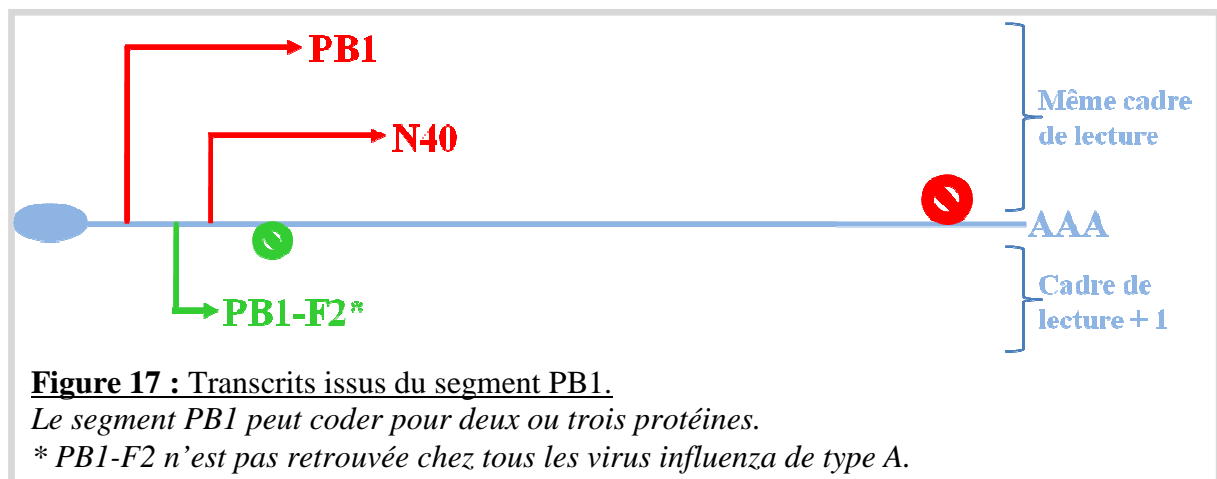 PB1
Même cadre
de lecture
N40
AAA
PB1-F2*
Cadre de
lecture + 1
Figure 17 : Transcrits issus du segment PB1.
Le segment PB1 peut coder pour deux ou trois protéines.
* PB1-F2 n’est pas retrouvée chez tous les virus influenza de type A.